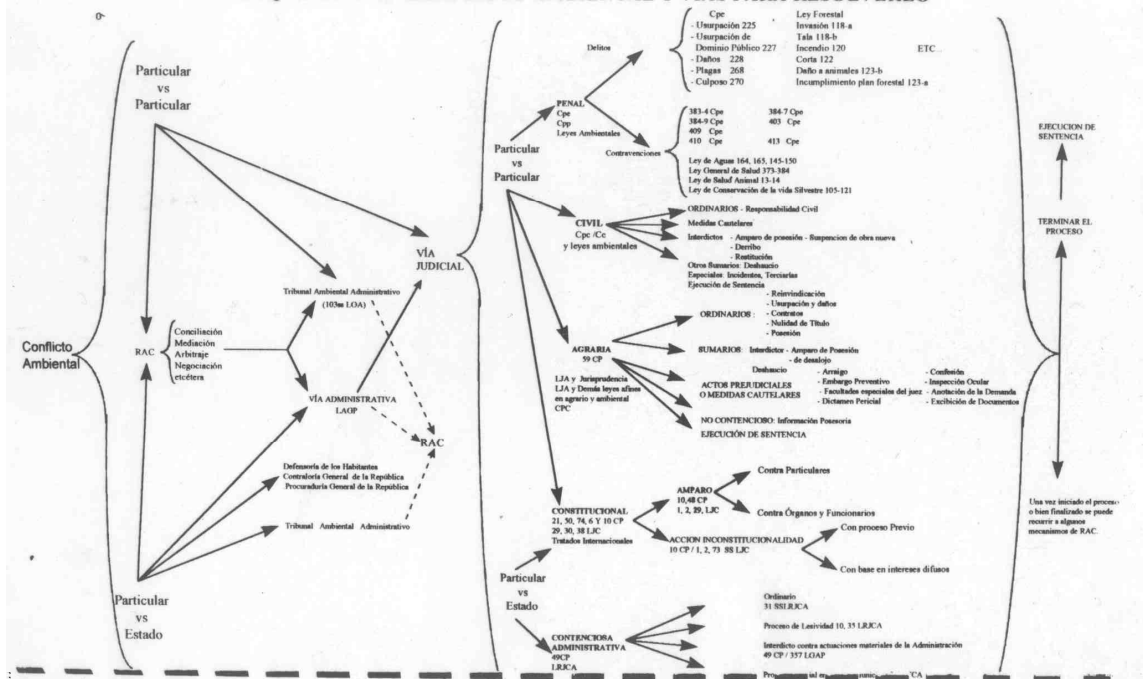 VIAS PARA RESOLVERLO
Conflicto
Ambiental
Particular
vs
Particular
RAC
Conciliación
Mediación
Arbitraje
Negociación
etcétera
Tribunal Ambiental Administrativo
(103ss LOA)
VÍA ADMINISTRATIVA
LAOP
RAC
Defensoría de los Habitantes
Contraloría General de la República
Procuraduría General de la República
Tribunal Ambiental Administrativo
Particular
vs
Estado
VÍA
JUDICIAL
Particular
vs
Particular
PENAL
Cpe
Cpp
Leyes Ambientales
Delitos
Cpe
- Usurpación 225
- Usurpación de
Dominio Público 227
- Daños 228
- Plagas 268
- Culposo 270
Ley Forestal
Invasión 118-a
Tala 118-b
Incendio 120
Corta 122
Daño a animales 123-b
Incumplimiento plan forestal 123-a
ETC
Contravenciones
383-4 Cpe 384-7 Cpe
384-9 Cpe 403 Cpe
409 Cpe
410 Cpe 413 Cpe
Ley de Aguas 164, 165, 145-150
Ley General de Salud 373-384
Ley de Salud Animal 13-14
Ley de Conservación de la vida Silvestre 105-121
CIVIL
Cpc /Cc
y leyes ambientales
ORDINARIOS - Responsabilidad Civil
Medidas Cautelares
Interdictos - Amparo de posesión - Suspencion de obra nueva
- Derribo
- Restitución
Otros Sumarios: Deshaucio
Especiales: Incidentes, Terciarias
Ejecución de Sentencia
AGRARIA
59 CP
LJA y Jurisprudencia
LJA y Demás leyes afines
en agrario y ambiental
CPC
ORDINARIOS :
- Reinvindicación
- Usurpación y daños
- Contratos
- Nulidad de Título
- Posesión
SUMARIOS: Interdictor - Amparo de Posesión
- de desalojo
Deshaucio
ACTOS PREJUDICIALES
O MEDIDAS CAUTELARES
- Arraigo
- Embargo Preventivo
- Facultades especiales del juez
- Dictamen Pericial
- Confesión
- Inspección Ocular
- Anotación de la Demanda
- Excibición de Documentos
NO CONTENCIOSO: Información Posesoria
EJECUCIÓN DE SENTENCIA
CONSTITUCIONAL
21, 50, 74, 6 Y 10 CP
29, 30, 38 LJC
Tratados Internacionales
AMPARO
10,48 CP
1, 2, 29, LJC
Contra Particulares
Contra Órganos y Funcionarios
ACCION INCONSTITUCIONALIDAD
10 CP / 1, 2, 73 SS LJC
Con proceso Previo
Con base en intereses difusos
Particular
vs
Estado
CONTENCIOSA
ADMINISTRATIVA
49CP
LRJCA
Ordinario
31 SSLRJCA
Proceso de Lesividad 10, 35 LRJCA
Interdicto contra actuaciones materiales de la Administración
49 CP / 357 LGAP
EJECUCION DE
SENTENCIA
TERMINAR EL
PROCESO
Una vez iniciado el proceso
o bien finalizado se puede
recurrir a algunos
mecanismos de RAC.